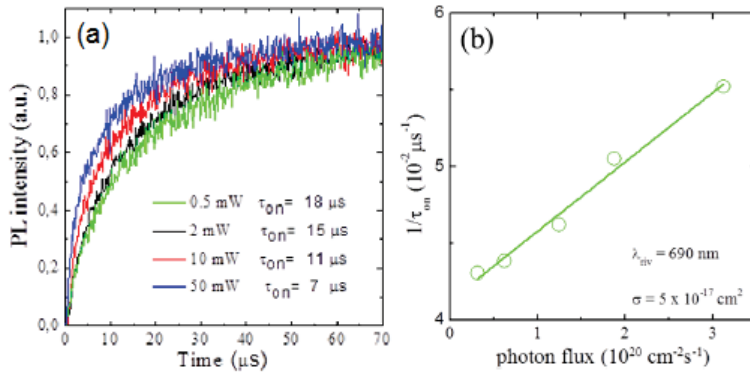 (a)
PL intensity (a.u.)
1,0
0,8
0,6
0,4
0,2
0,0
0.5 mW τon= 18 μs
2 mW τon= 15 μs
10 mW τon= 11 μs
50 mW τon= 7 μs
0 10 20 30 40 50 60 70
Time (μs)
(b)
1/τon (10-2μs-1)
6
5
4
λriv = 690 nm
σ = 5 x 10-17 cm2
0 1 2 3
photon flux (1020 cm-2s-1)